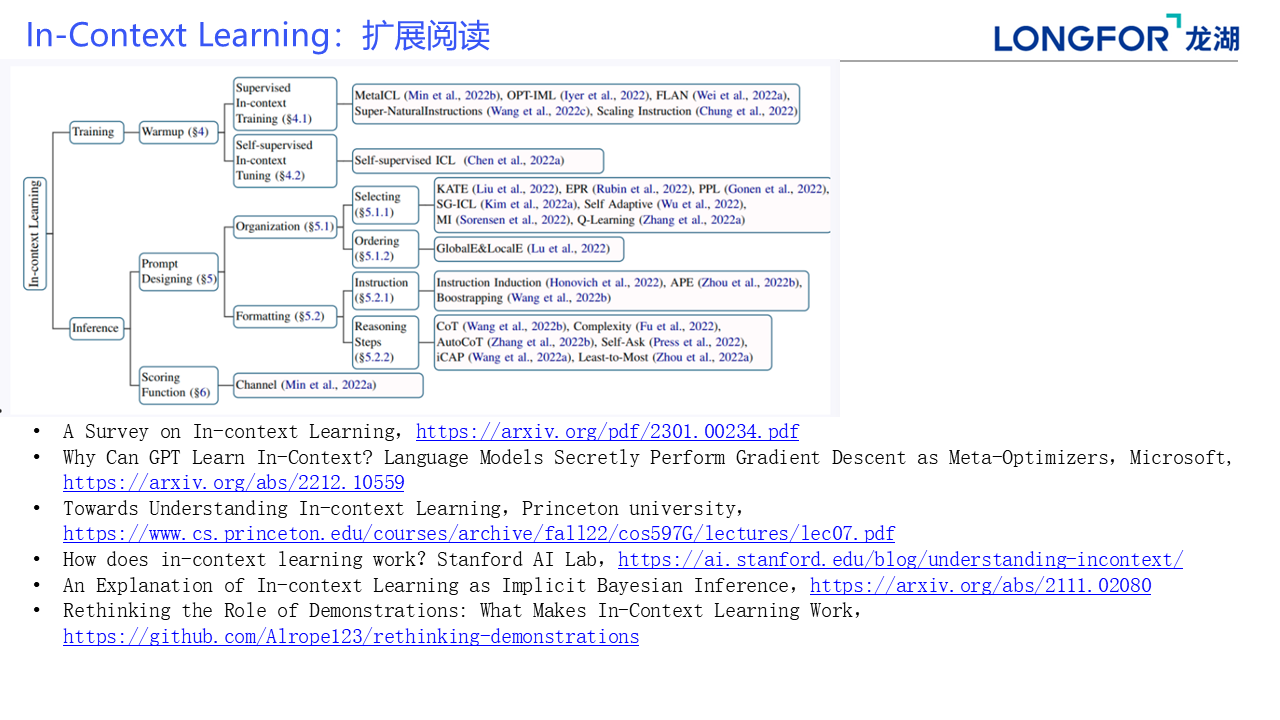 In-Context Learning：扩展阅读
LONGFOR 龙湖
In-context Learning
Training
Warmup (§4)
Supervised
In-context
Training (§4.1)
MetaICL (Min et al., 2022b), OPT-IML (Iyer et al., 2022), FLAN (Wei et al., 2022a),
Super-NaturalInstructions (Wang et al., 2022c), Scaling Instruction (Chung et al., 2022)
Self-supervised
In-context
Tuning (§4.2)
Self-supervised ICL (Chen et al., 2022a)
Inference
Prompt
Designing (§5)
Organization (§5.1)
Selecting
(§5.1.1)
KATE (Liu et al., 2022), EPR (Rubin et al., 2022), PPL (Gonen et al., 2022),
SG-ICL (Kim et al., 2022a), Self Adaptive (Wu et al., 2022),
MI (Sorensen et al., 2022), Q-Learning (Zhang et al., 2022a)
Ordering
(§5.1.2)
GlobalE&LocalE (Lu et al., 2022)
Formatting (§5.2)
Instruction
(§5.2.1)
Instruction Induction (Honovich et al., 2022), APE (Zhou et al., 2022b),
Boostrapping (Wang et al., 2022b)
Reasoning
Steps
(§5.2.2)
CoT (Wang et al., 2022b), Complexity (Fu et al., 2022),
AutoCoT (Zhang et al., 2022b), Self-Ask (Press et al., 2022),
iCAP (Wang et al., 2022a), Least-to-Most (Zhou et al., 2022a)
Scoring
Function (§6)
Channel (Min et al., 2022a)
• A Survey on In-context Learning，https://arxiv.org/pdf/2301.00234.pdf
• Why Can GPT Learn In-Context? Language Models Secretly Perform Gradient Descent as Meta-Optimizers，Microsoft,
https://arxiv.org/abs/2212.10559
• Towards Understanding In-context Learning，Princeton university，
https://www.cs.princeton.edu/courses/archive/fall22/cos597G/lectures/lec07.pdf
• How does in-context learning work？Stanford AI Lab，https://ai.stanford.edu/blog/understanding-incontext/
• An Explanation of In-context Learning as Implicit Bayesian Inference，https://arxiv.org/abs/2111.02080
• Rethinking the Role of Demonstrations: What Makes In-Context Learning Work，
https://github.com/Alrope123/rethinking-demonstrations